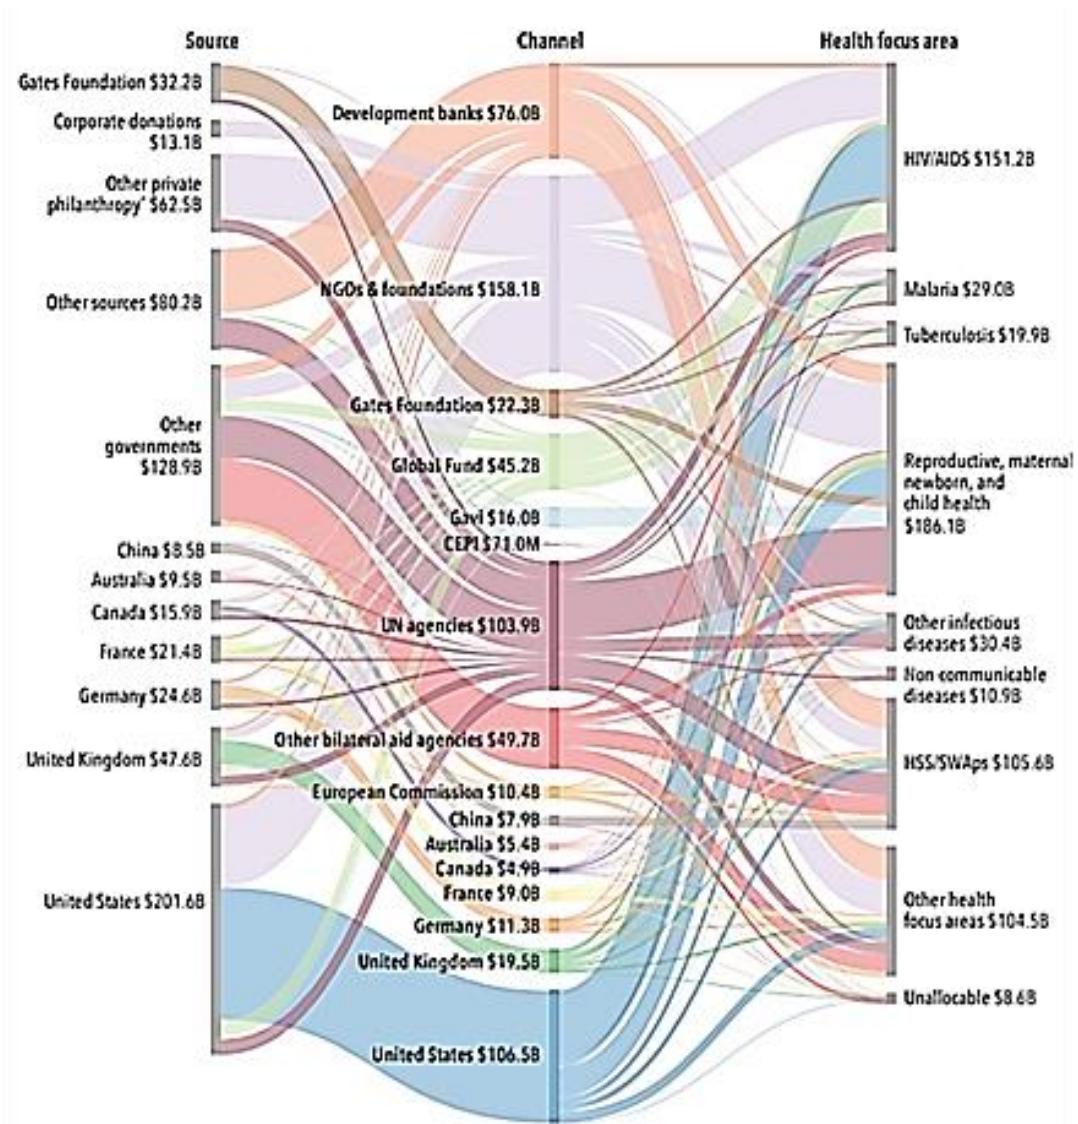 Source
Channel
Health focus area
Gates Foundation $32.2B
Corporate donations
$13.1B
Other private
philanthropy* $62.5B
Other sources $80.2B
Other
governments
$128.9B
China $8.5B
Australia $9.5B
Canada $15.9B
France $21.4B
Germany $24.6B
United Kingdom $47.6B
United States $201.6B
Development banks $76.0B
NGOs & foundations $158.1B
Gates Foundation $22.3B
Global Fund $45.2B
Gavi $16.0B
CEPI $71.0M
UN agencies $103.9B
Other bilateral aid agencies $49.7B
European Commission $10.4B
China $7.9B
Australia $5.4B
Canada $4.9B
France $9.0B
Germany $11.3B
United Kingdom $19.5B
United States $106.5B
HIV/AIDS $151.2B
Malaria $29.0B
Tuberculosis $19.9B
Reproductive, maternal
newborn, and
child health
$186.1B
Other infectious
diseases $30.4B
Non communicable
diseases $10.9B
HSS/SWAps $105.6B
Other health
focus areas $104.5B
Unallocable $8.6B